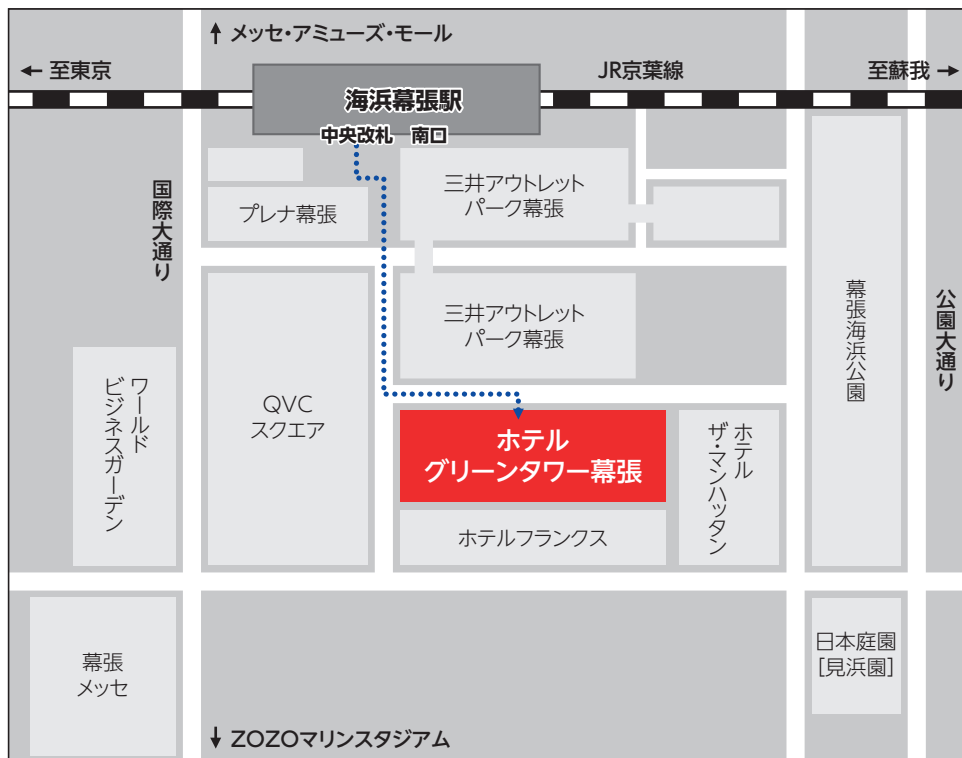 ↑ メッセ・アミューズ・モール
← 至東京
JR京葉線
至蘇我 →
海浜幕張駅
中央改札 南口
国際大通り
プレナ幕張
三井アウトレット
パーク幕張
三井アウトレット
パーク幕張
幕張海浜公園
公園大通り
ワールド
ビジネスガーデン
QVC
スクエア
ホテル
グリーンタワー幕張
ホテル
ザ・マンハッタン
ホテルフランクス
幕張
メッセ
日本庭園
[見浜園]
↓ ZOZOマリンスタジアム